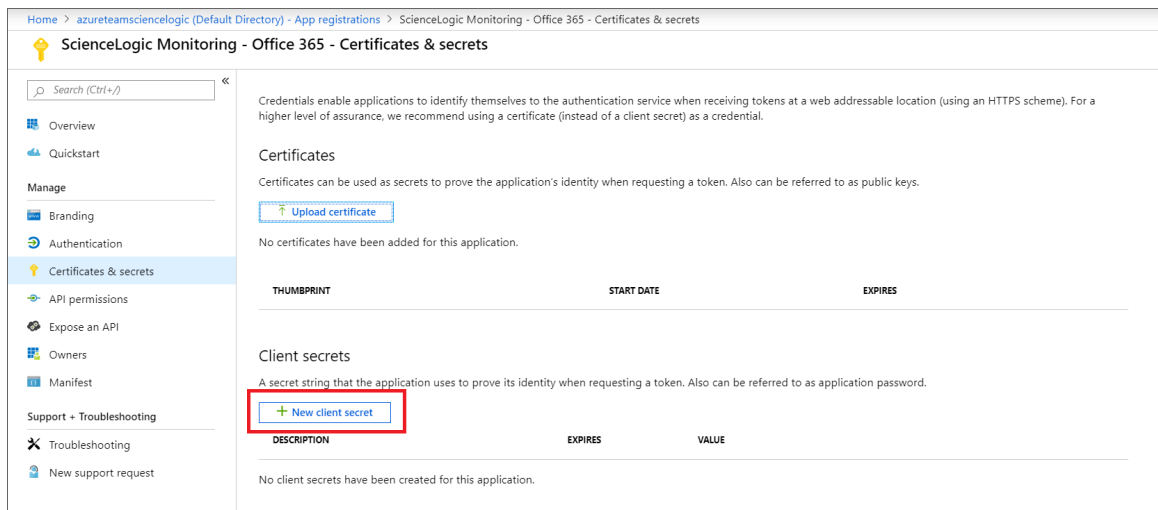 Home > azureteamsciencelogic (Default Directory) - App registrations > ScienceLogic Monitoring - Office 365 - Certificates & secrets
ScienceLogic Monitoring - Office 365 - Certificates & secrets
Search (Ctrl+/)
«
Overview
Quickstart
Manage
Branding
Authentication
Certificates & secrets
API permissions
Expose an API
Owners
Manifest
Support + Troubleshooting
Troubleshooting
New support request
Credentials enable applications to identify themselves to the authentication service when receiving tokens at a web addressable location (using an HTTPS scheme). For a
higher level of assurance, we recommend using a certificate (instead of a client secret) as a credential.
Certificates
Certificates can be used as secrets to prove the application's identity when requesting a token. Also can be referred to as public keys.
Upload certificate
No certificates have been added for this application.
THUMBPRINT START DATE EXPIRES
Client secrets
A secret string that the application uses to prove its identity when requesting a token. Also can be referred to as application password.
+ New client secret
DESCRIPTION EXPIRES VALUE
No client secrets have been created for this application.